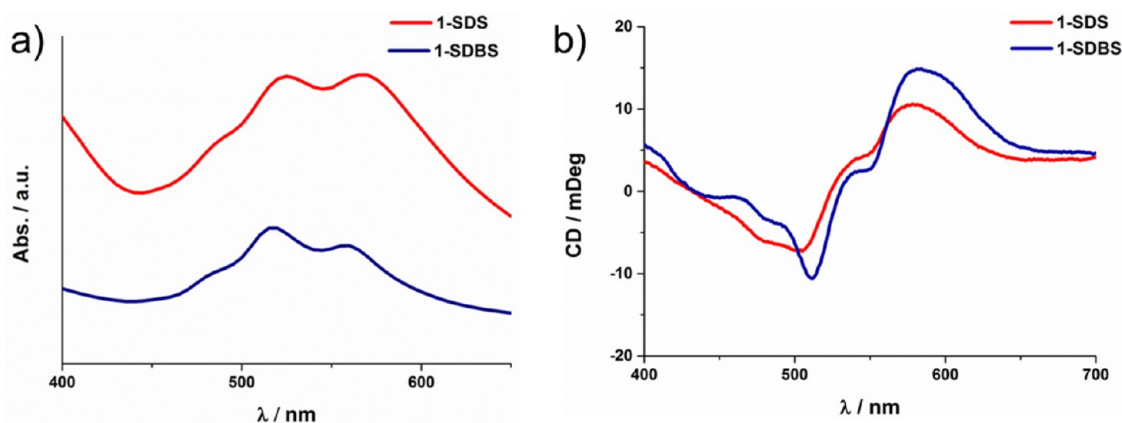 a)
1-SDS
1-SDBS
Abs. / a.u.
400
500
600
λ / nm
b)
1-SDS
1-SDBS
CD / mDeg
20
10
0
-10
-20
400
500
600
700
λ / nm